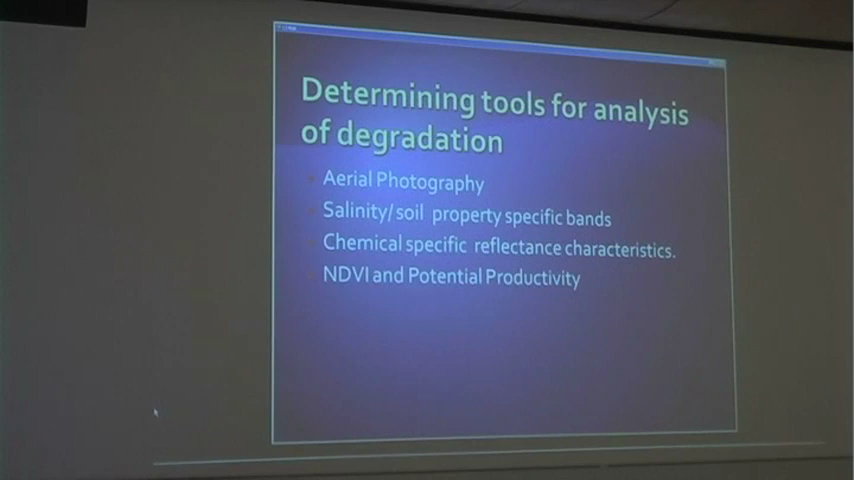 Determining tools for analysis
of degradation
Aerial Photography
Salinity/ soil property specific bands
Chemical specific reflectance characteristics.
NDVI and Potential Productivity